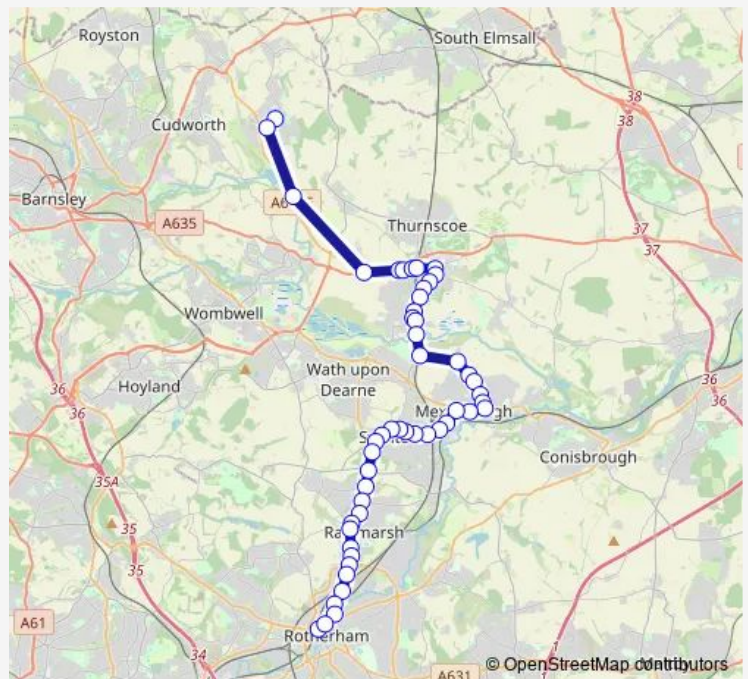 Royston
South Elmsall
38
38
Cudworth
Barnsley
A635
Thurnscoe
37
37
Wombwell
Wath upon
Dearne
36
36
Hoyland
36
36
Conisbrough
35A
35
35
A61
Rotherham
34
A631
1
© OpenStreetMap contributors